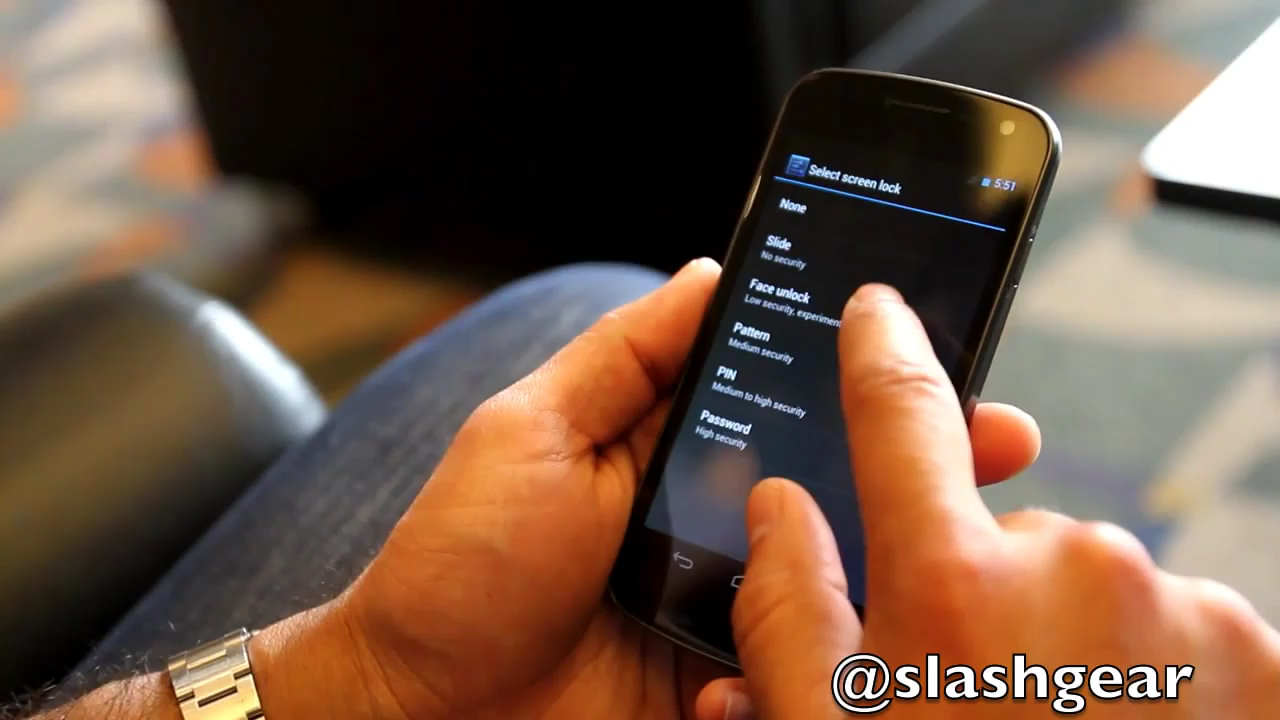 Select screen lock
5:51
None
Slide
No security
Face unlock
Low security, experiment
Pattern
Medium security
PIN
Medium to high security
Password
High security
@slashgear